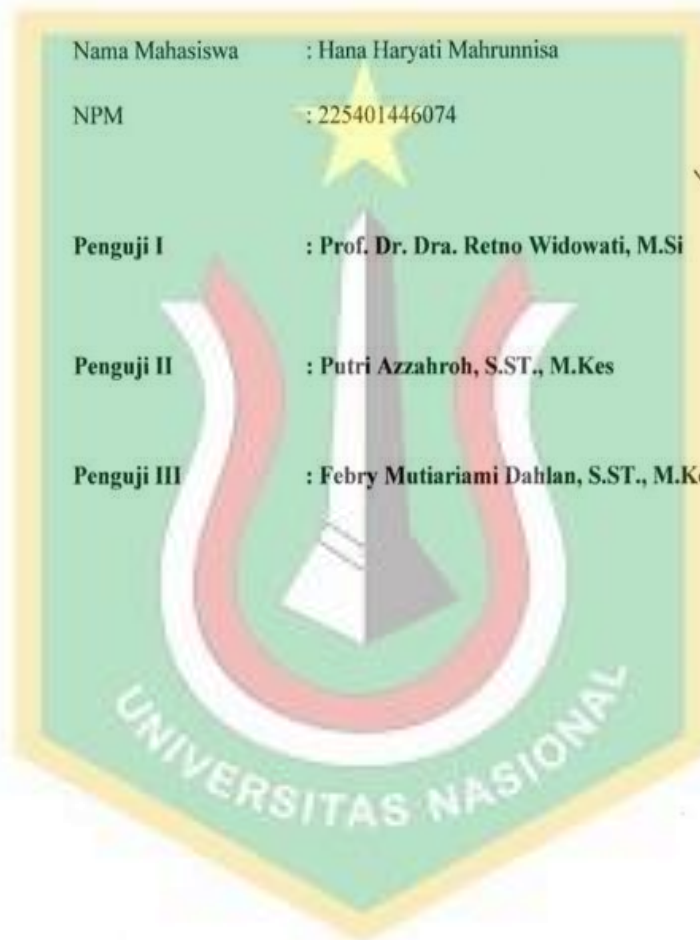 Nama Mahasiswa : Hana Haryati Mahrunnisa
NPM : 225401446074
Penguji I : Prof. Dr. Dra. Retno Widowati, M.Si
Penguji II : Putri Azzahroh, S.ST., M.Kes
Penguji III : Febry Mutiariami Dahlan, S.ST., M.K
UNIVERSITAS NASIONAL